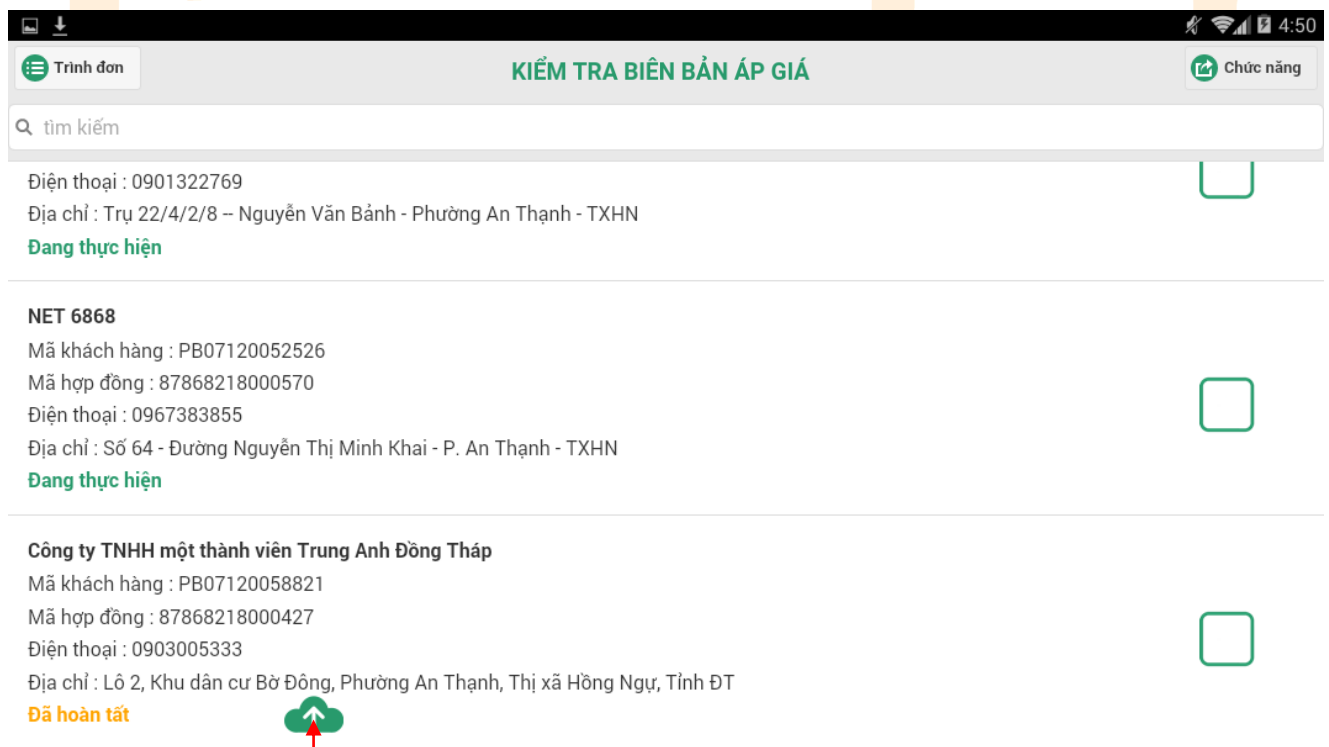 4:50
Trình đơn
KIỂM TRA BIÊN BẢN ÁP GIÁ
Chức năng
tìm kiếm
Điện thoại : 0901322769
Địa chỉ : Trụ 22/4/2/8 -- Nguyễn Văn Bảnh - Phường An Thạnh - TXHN
Đang thực hiện
NET 6868
Mã khách hàng : PB07120052526
Mã hợp đồng : 87868218000570
Điện thoại : 0967383855
Địa chỉ : Số 64 - Đường Nguyễn Thị Minh Khai - P. An Thạnh - TXHN
Đang thực hiện
Công ty TNHH một thành viên Trung Anh Đồng Tháp
Mã khách hàng : PB07120058821
Mã hợp đồng : 87868218000427
Điện thoại : 0903005333
Địa chỉ : Lô 2, Khu dân cư Bờ Đông, Phường An Thạnh, Thị xã Hồng Ngự, Tỉnh ĐT
Đã hoàn tất